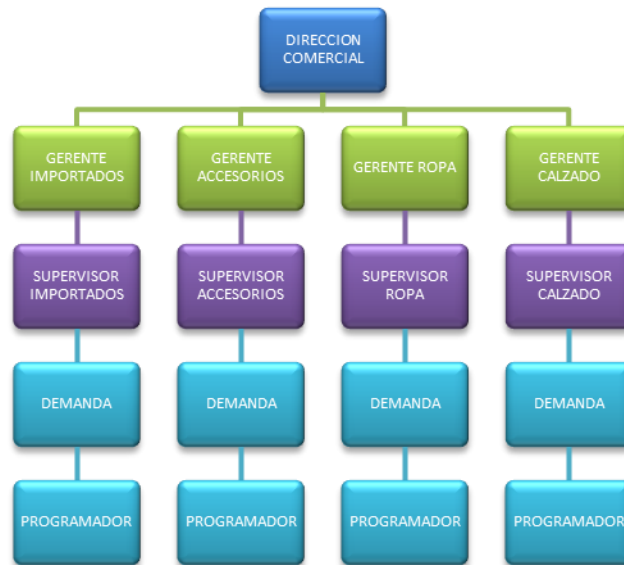 DIRECCION
COMERCIAL
GERENTE
IMPORTADOS
GERENTE
ACCESORIOS
GERENTE ROPA
GERENTE
CALZADO
SUPERVISOR
IMPORTADOS
SUPERVISOR
ACCESORIOS
SUPERVISOR
ROPA
SUPERVISOR
CALZADO
DEMANDA
DEMANDA
DEMANDA
DEMANDA
PROGRAMADOR
PROGRAMADOR
PROGRAMADOR
PROGRAMADOR